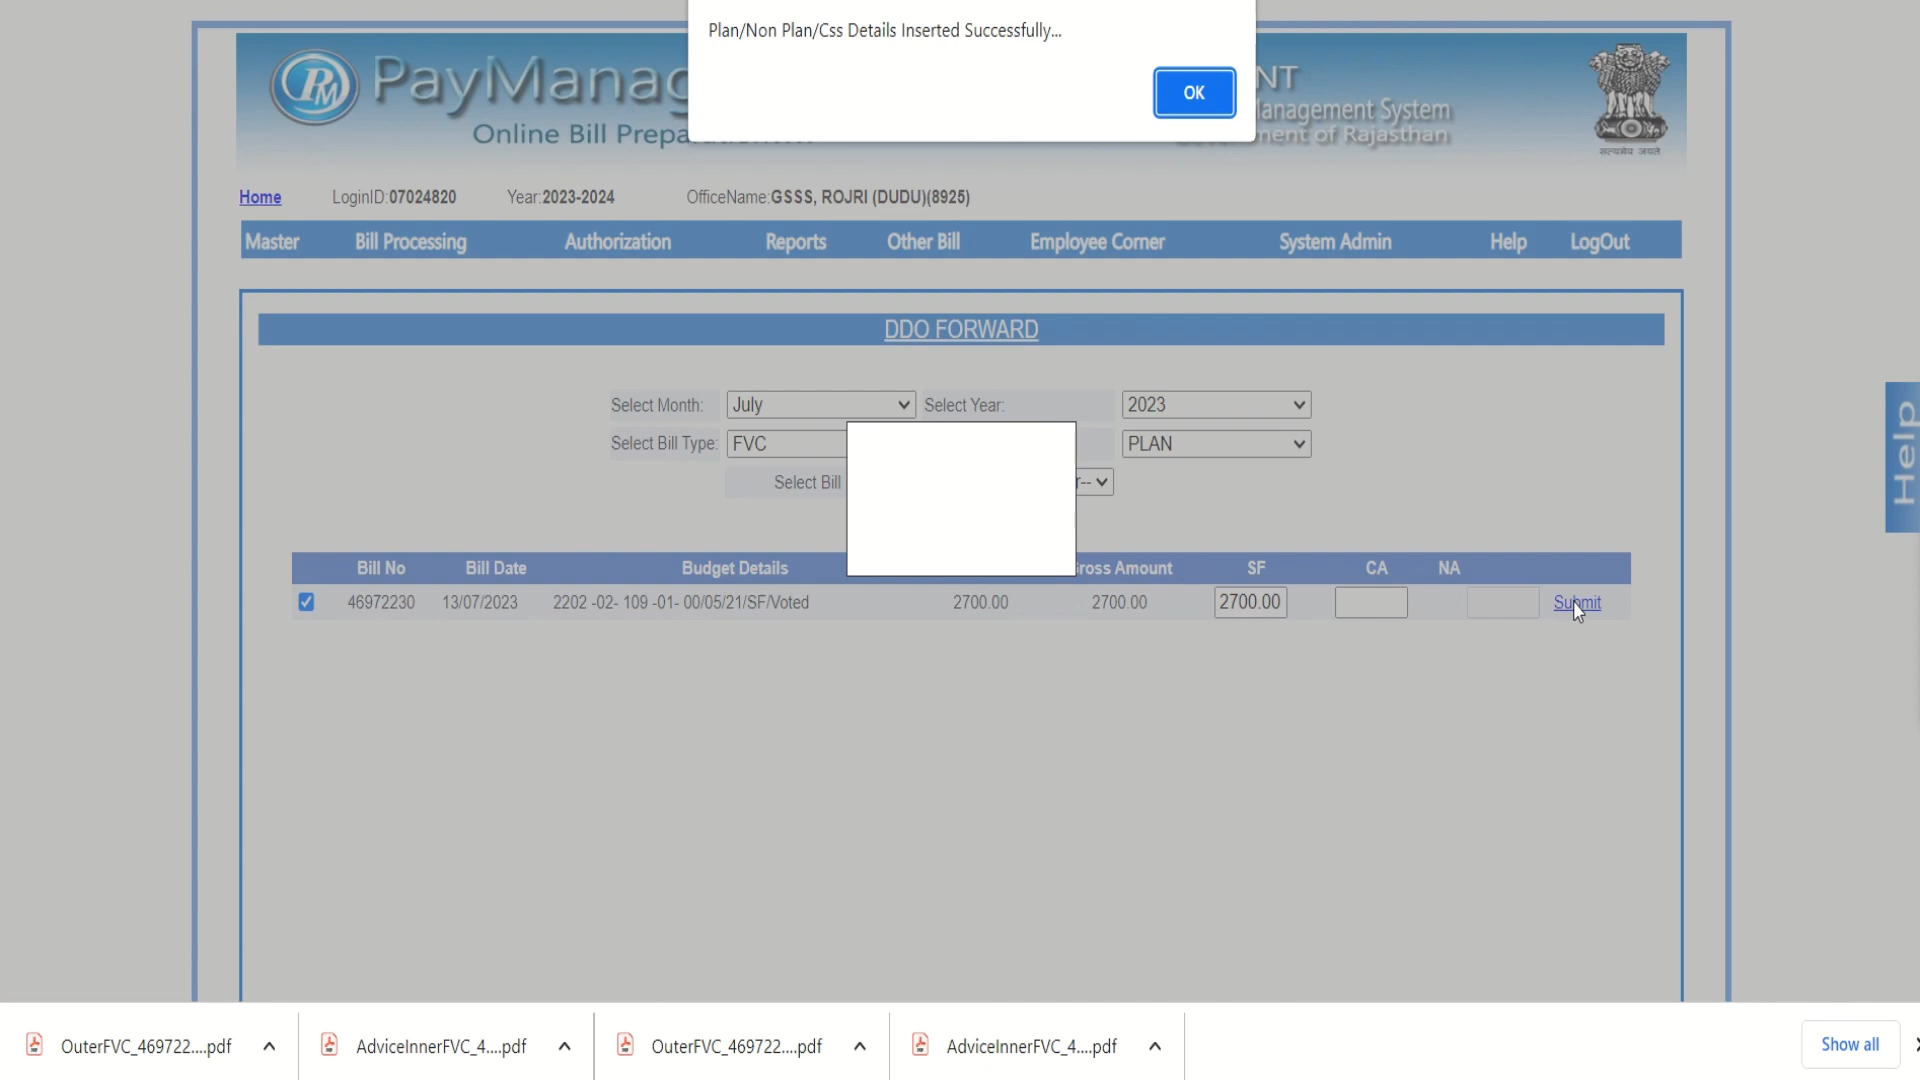 Plan/Non Plan/Css Details Inserted Successfully...
OK
PM PayManag
NT
Online Bill Prepa
anagement System
nent of Rajasthan
सत्यमेव जयते
Home LoginID:07024820 Year:2023-2024 OfficeName:GSSS, ROJRI (DUDU)(8925)
Master Bill Processing Authorization Reports Other Bill Employee Corner System Admin Help LogOut
DDO FORWARD
Select Month: July Select Year: 2023
Select Bill Type: FVC PLAN
Select Bill r--
Bill No Bill Date Budget Details ross Amount SF CA NA
46972230 13/07/2023 2202 -02- 109 -01- 00/05/21/SF/Voted 2700.00 2700.00 2700.00 Submit
Help
OuterFVC_469722....pdf AdviceInnerFVC_4....pdf OuterFVC_469722....pdf AdviceInnerFVC_4....pdf Show all